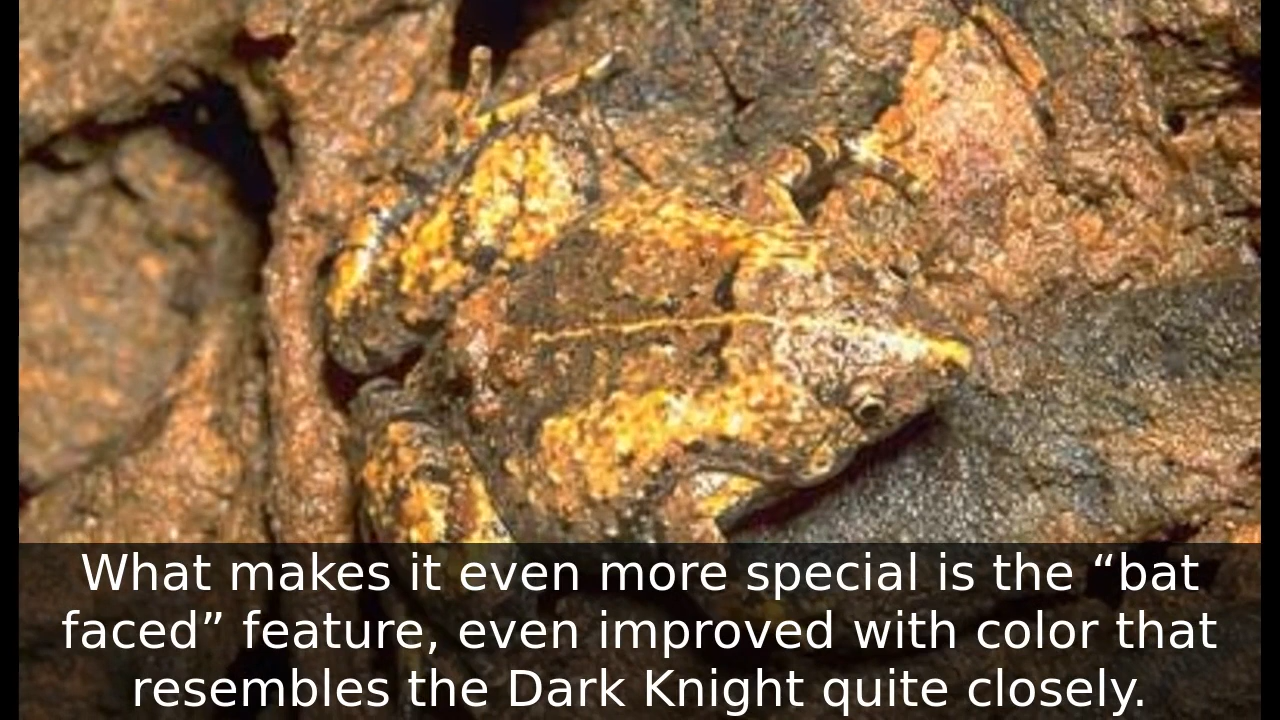 What makes it even more special is the “bat
faced” feature, even improved with color that
resembles the Dark Knight quite closely.